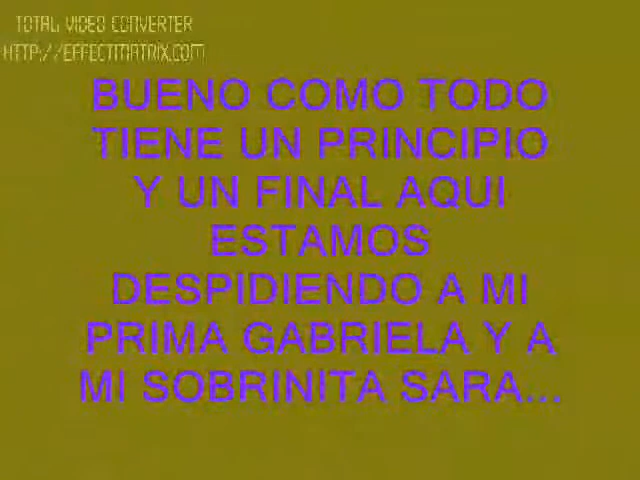 TOTAL VIDEO CONVERTER
HTTP://EFFECTMATRIX.COM
BUENO COMO TODO
TIENE UN PRINCIPIO
Y UN FINAL AQUI
ESTAMOS
DESPIDIENDO A MI
PRIMA GABRIELA Y A
MI SOBRINITA SARA...